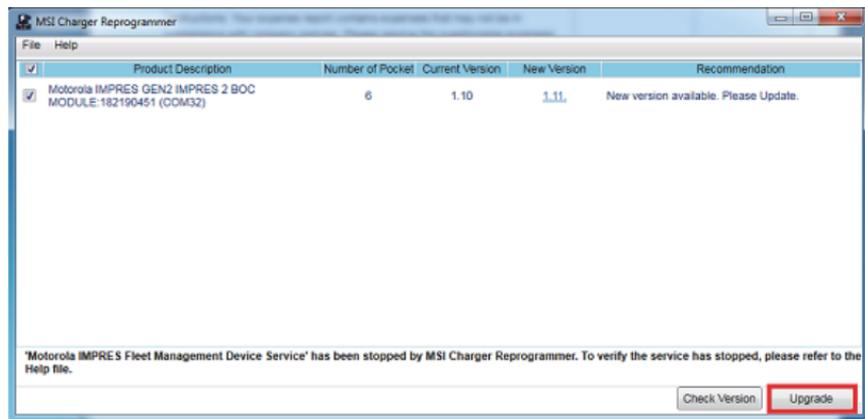 MSI Charger Reprogrammer
File Help
Product Description Number of Pocket Current Version New Version Recommendation
Motorola IMPRES GEN2 IMPRES 2 BOC
MODULE:182190451 (COM32) 6 1.10 1.11. New version available. Please Update.
'Motorola IMPRES Fleet Management Device Service' has been stopped by MSI Charger Reprogrammer. To verify the service has stopped, please refer to the
Help file.
Check Version Upgrade